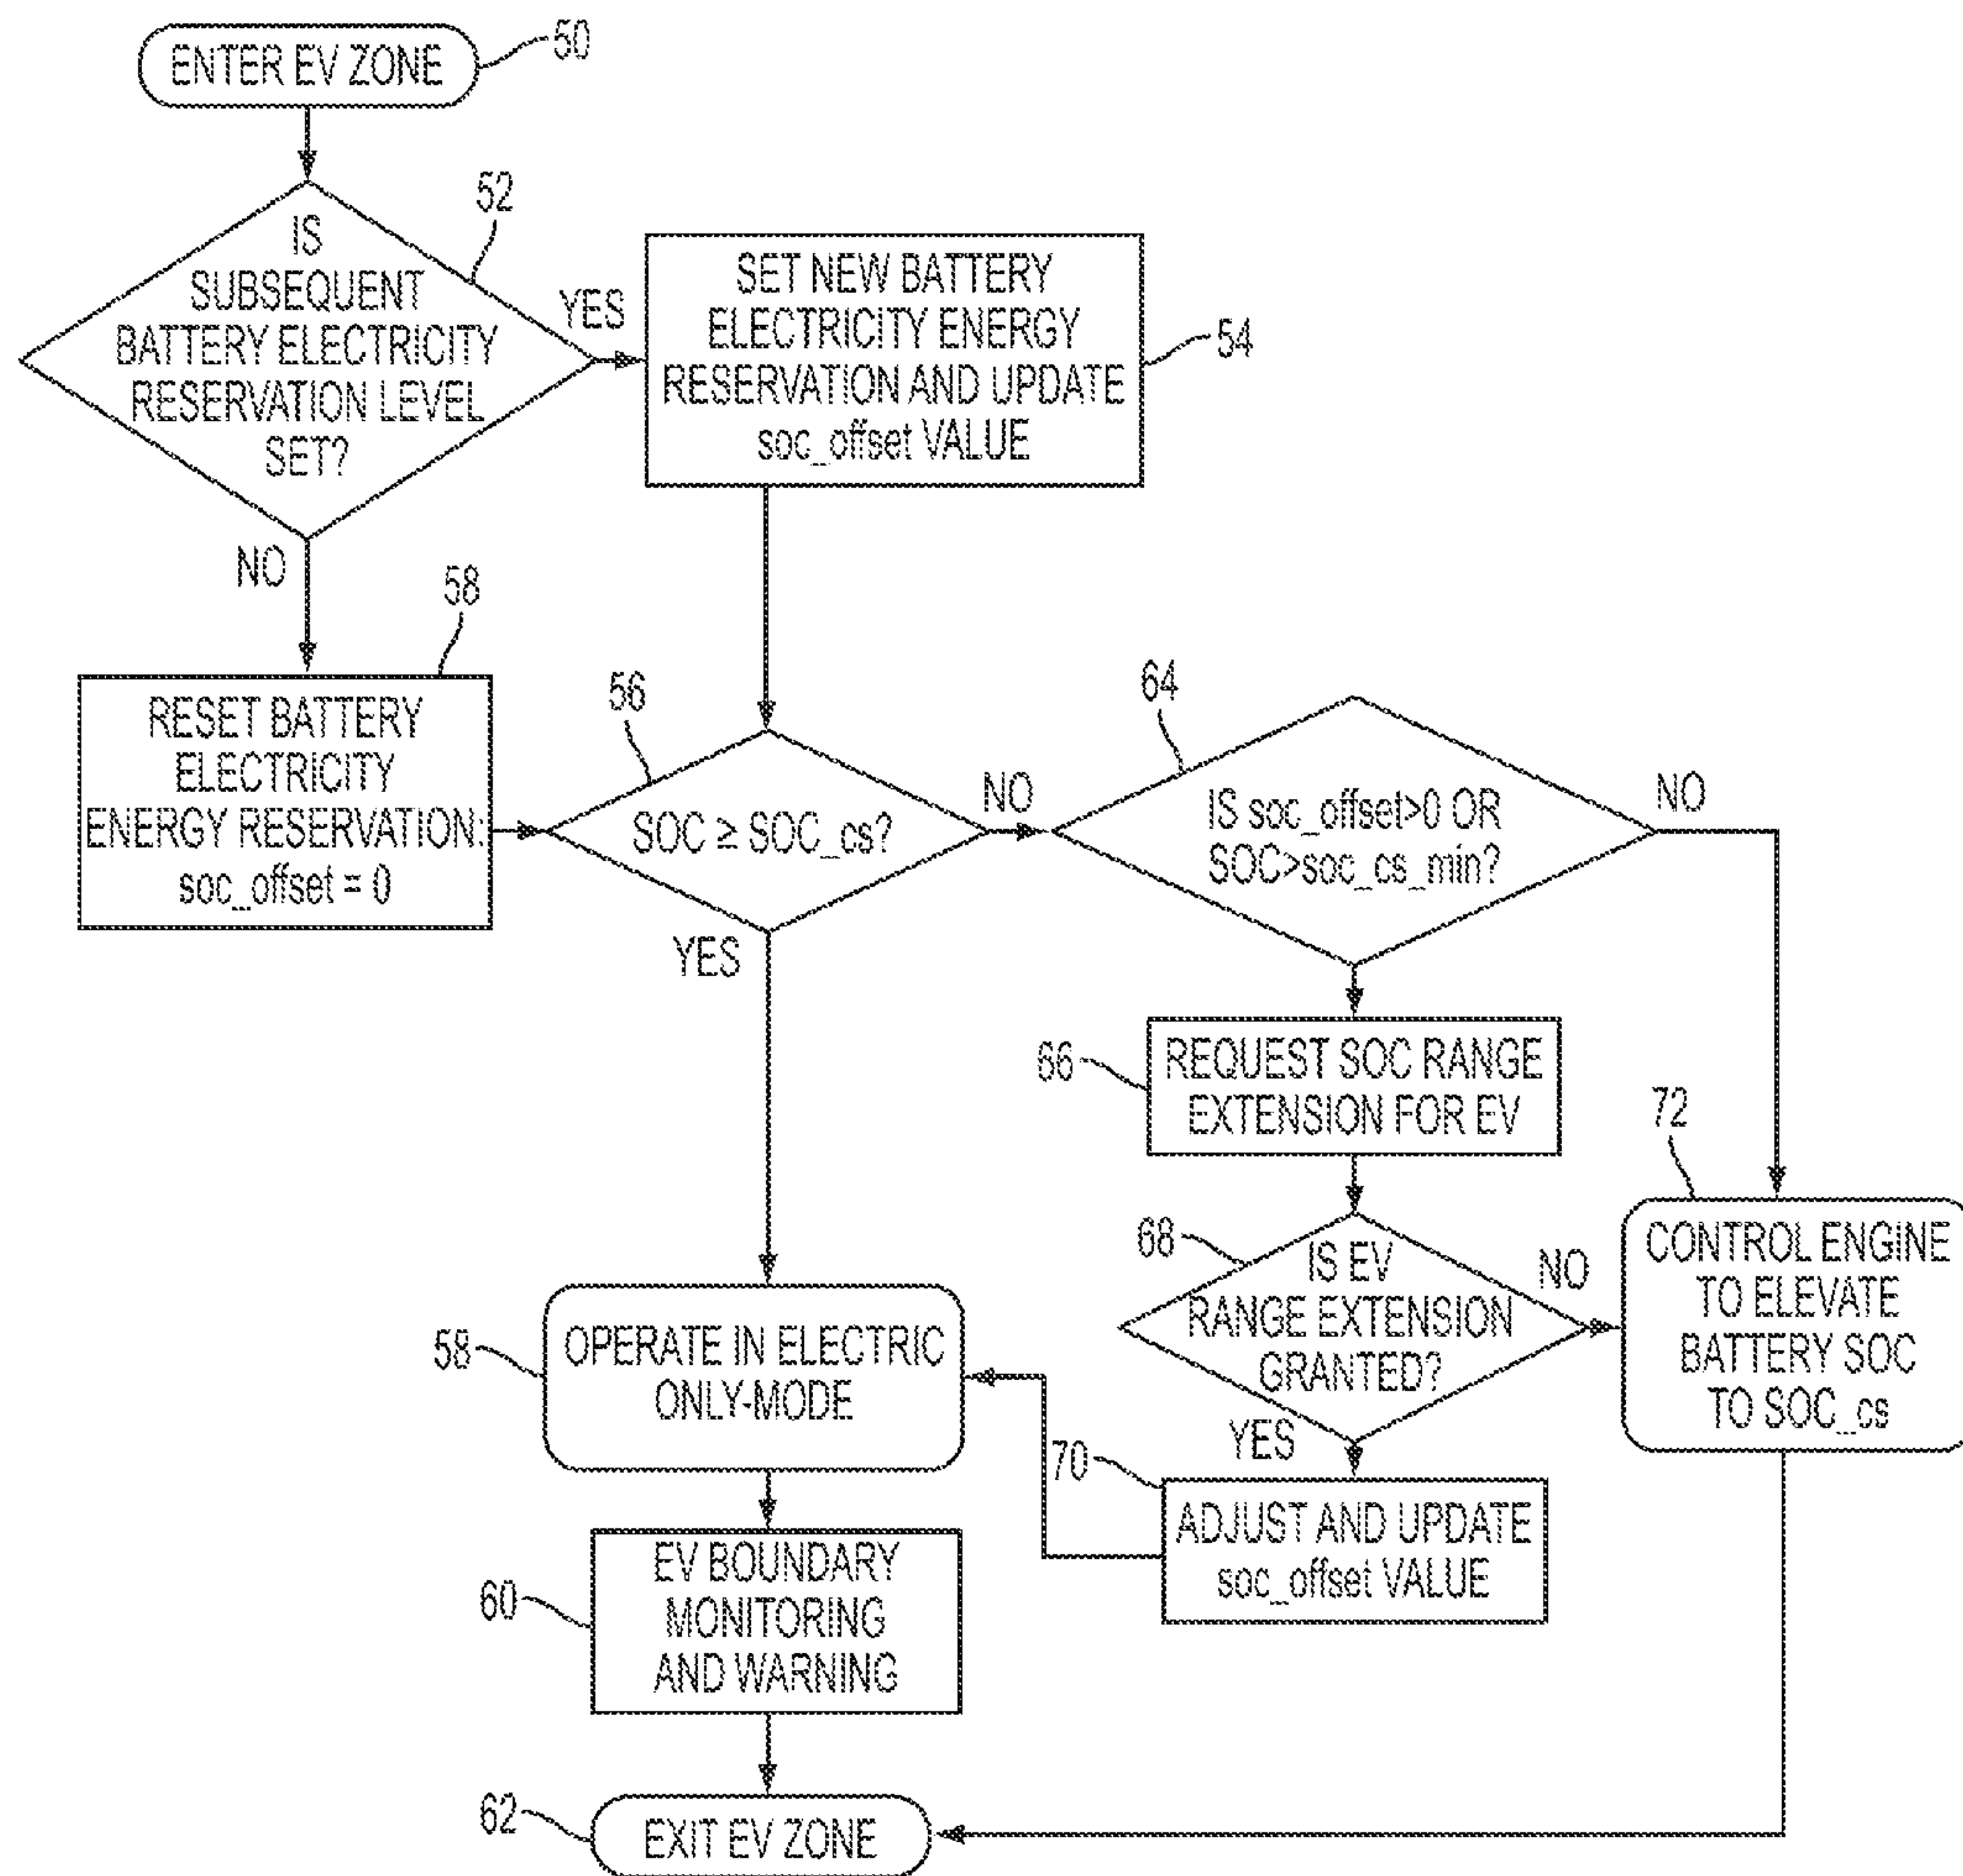 ENTER EV ZONE
50
52
IS
SUBSEQUENT
BATTERY ELECTRICITY
RESERVATION LEVEL
SET?
YES
NO
SET NEW BATTERY
ELECTRICITY ENERGY
RESERVATION AND UPDATE
soc_offset VALUE
54
58
RESET BATTERY
ELECTRICITY
ENERGY RESERVATION:
soc_offset = 0
56
SOC ≥ SOC_cs?
NO
YES
64
IS soc_offset>0 OR
SOC>soc_cs_min?
NO
66
REQUEST SOC RANGE
EXTENSION FOR EV
68
IS EV
RANGE EXTENSION
GRANTED?
NO
YES
72
CONTROL ENGINE
TO ELEVATE
BATTERY SOC
TO SOC_cs
58
OPERATE IN ELECTRIC
ONLY-MODE
70
ADJUST AND UPDATE
soc_offset VALUE
60
EV BOUNDARY
MONITORING
AND WARNING
62
EXIT EV ZONE